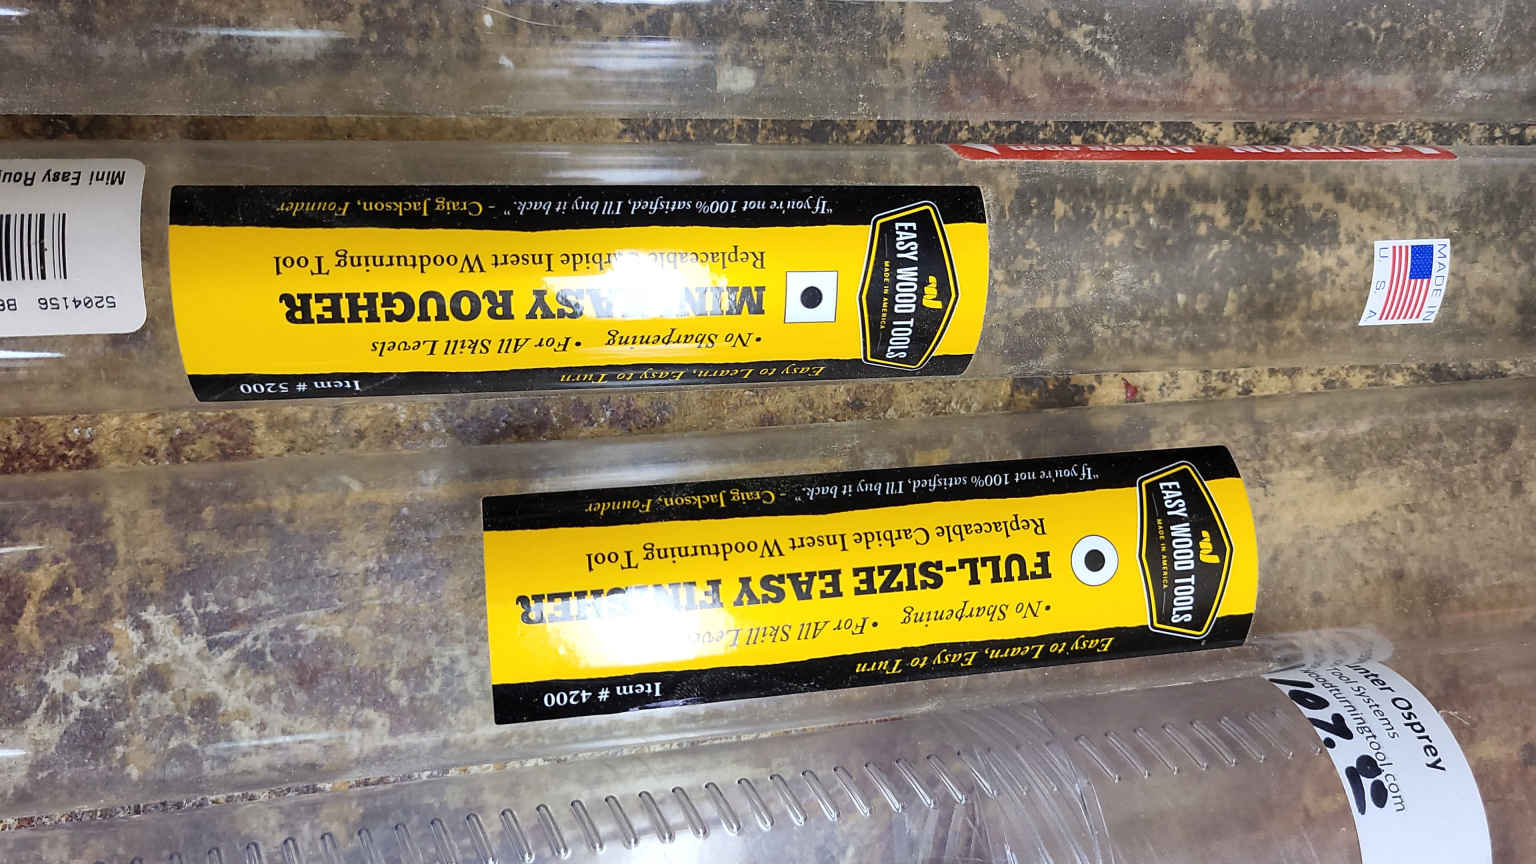 Mini Easy
5204156
Easy to Learn, Easy to Turn
Item # 5200
• No Sharpening • For All Skill Levels
MINI EASY ROUGHER
Replaceable Carbide Insert Woodturning Tool
"If you're not 100% satisfied, I'll buy it back." - Craig Jackson, Founder
EASY WOOD TOOLS
MADE IN AMERICA
CAUTION Always open
MADE IN
U. S. A
Easy to Learn, Easy to Turn
Item # 4200
• No Sharpening • For All Skill Levels
FULL-SIZE EASY FINISHER
Replaceable Carbide Insert Woodturning Tool
"If you're not 100% satisfied, I'll buy it back." - Craig Jackson, Founder
EASY WOOD TOOLS
MADE IN AMERICA
Osprey
Tool Systems
woodturningtool.com